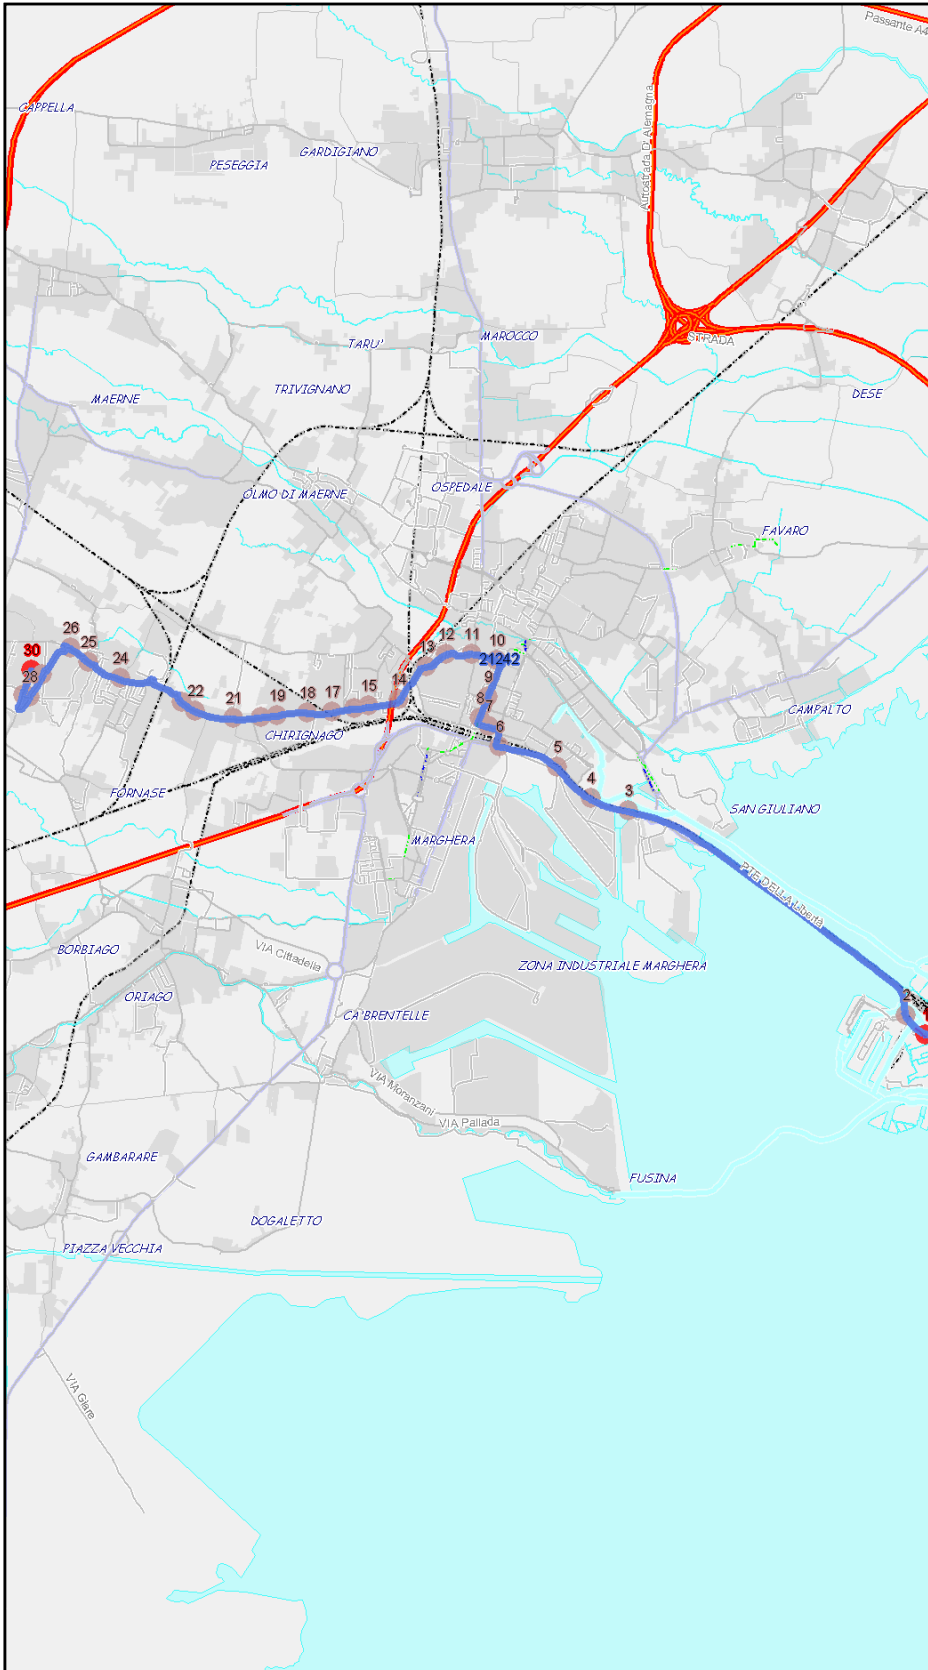 Passante A4
CAPPELLA
Autostrada D'Alemagna
GARDIGIANO
PESEGGIA
MAROCCO
STRADA
TARU'
TRIVIGNANO
DESE
MAERNE
OSPEDALE
OLMO DI MAERNE
FAVARO
26
30
25
24
28
22
21
19
18
17
15
14
13
12
11
10
21242
9
8
7
6
5
4
3
CHIRIGNAGO
CAMPALTO
FORNASE
SAN GIULIANO
MARGHERA
PTE DELLA Libertà
BORBIAGO
VIA Cittadella
ZONA INDUSTRIALE MARGHERA
ORIAGO
2
CA'BRENTELLE
VIA Moranzani
VIA Pallada
GAMBARARE
FUSINA
DOGALETTO
PIAZZA VECCHIA
VIA Giare